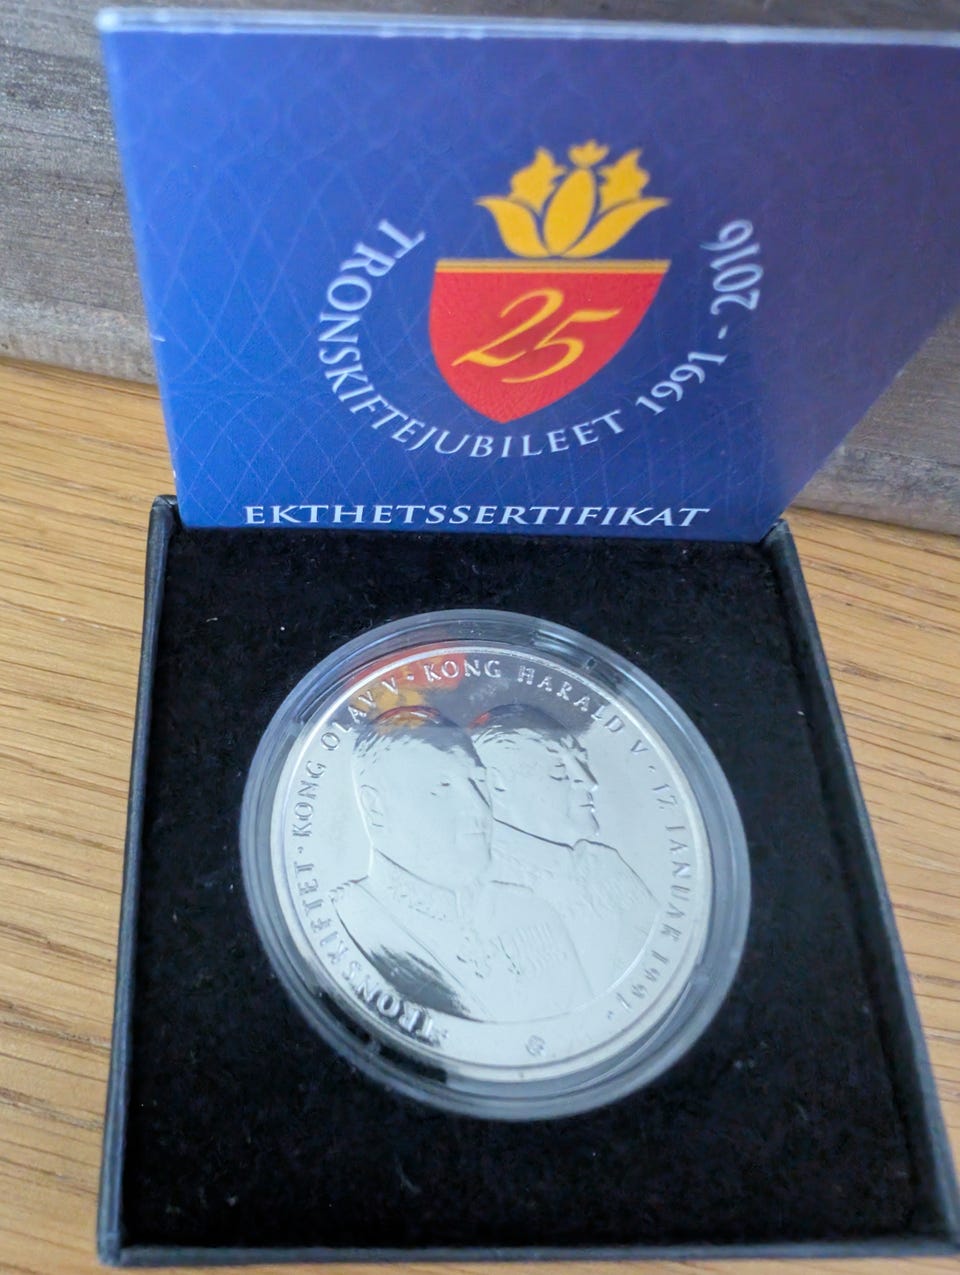 TRONSKIFTEJUBILEET 1991 - 2016
25
EKTHETSSERTIFIKAT
TRONSKIFTET · KONG OLAV V · KONG HARALD V · 17. JANUAR 1991 ·